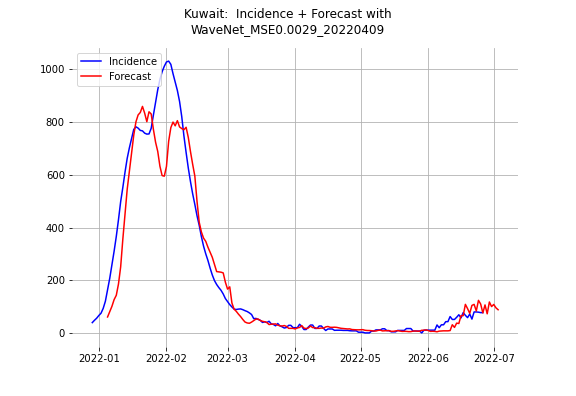 Kuwait:  Incidence + Forecast with
WaveNet_MSE0.0029_20220409
Incidence
Forecast
1000
800
600
400
200
0
2022-01 2022-02 2022-03 2022-04 2022-05 2022-06 2022-07